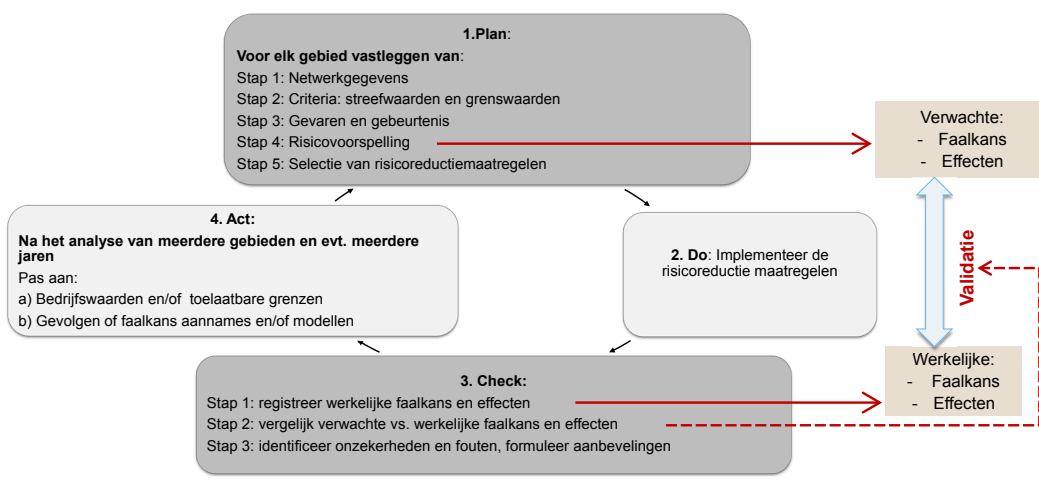 1.Plan:
Voor elk gebied vastleggen van:
Stap 1: Netwerkgegevens
Stap 2: Criteria: streefwaarden en grenswaarden
Stap 3: Gevaren en gebeurtenis
Stap 4: Risicovoorspelling
Stap 5: Selectie van risicoreductiemaatregelen
Verwachte:
- Faalkans
- Effecten
4. Act:
Na het analyse van meerdere gebieden en evt. meerdere
jaren
Pas aan:
a) Bedrijfswaarden en/of toelaatbare grenzen
b) Gevolgen of faalkans aannames en/of modellen
2. Do: Implementeer de
risicoreductie maatregelen
Validatie
3. Check:
Stap 1: registreer werkelijke faalkans en effecten
Stap 2: vergelijk verwachte vs. werkelijke faalkans en effecten
Stap 3: identificeer onzekerheden en fouten, formuleer aanbevelingen
Werkelijke:
- Faalkans
- Effecten